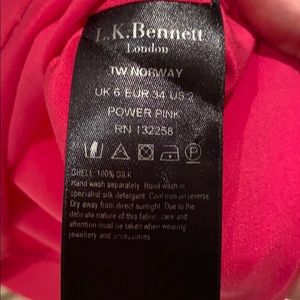 L.K.Bennett
London
TW NORWAY
UK 6 EUR 34 US 2
POWER PINK
RN 132258
SHELL: 100% SILK
Hand wash separately. Hand wash in
specialist silk detergent. Cool iron on reverse.
Dry away from direct sunlight. Due to the
delicate nature of this fabric, care and
attention must be taken when wearing
jewellery and accessories.